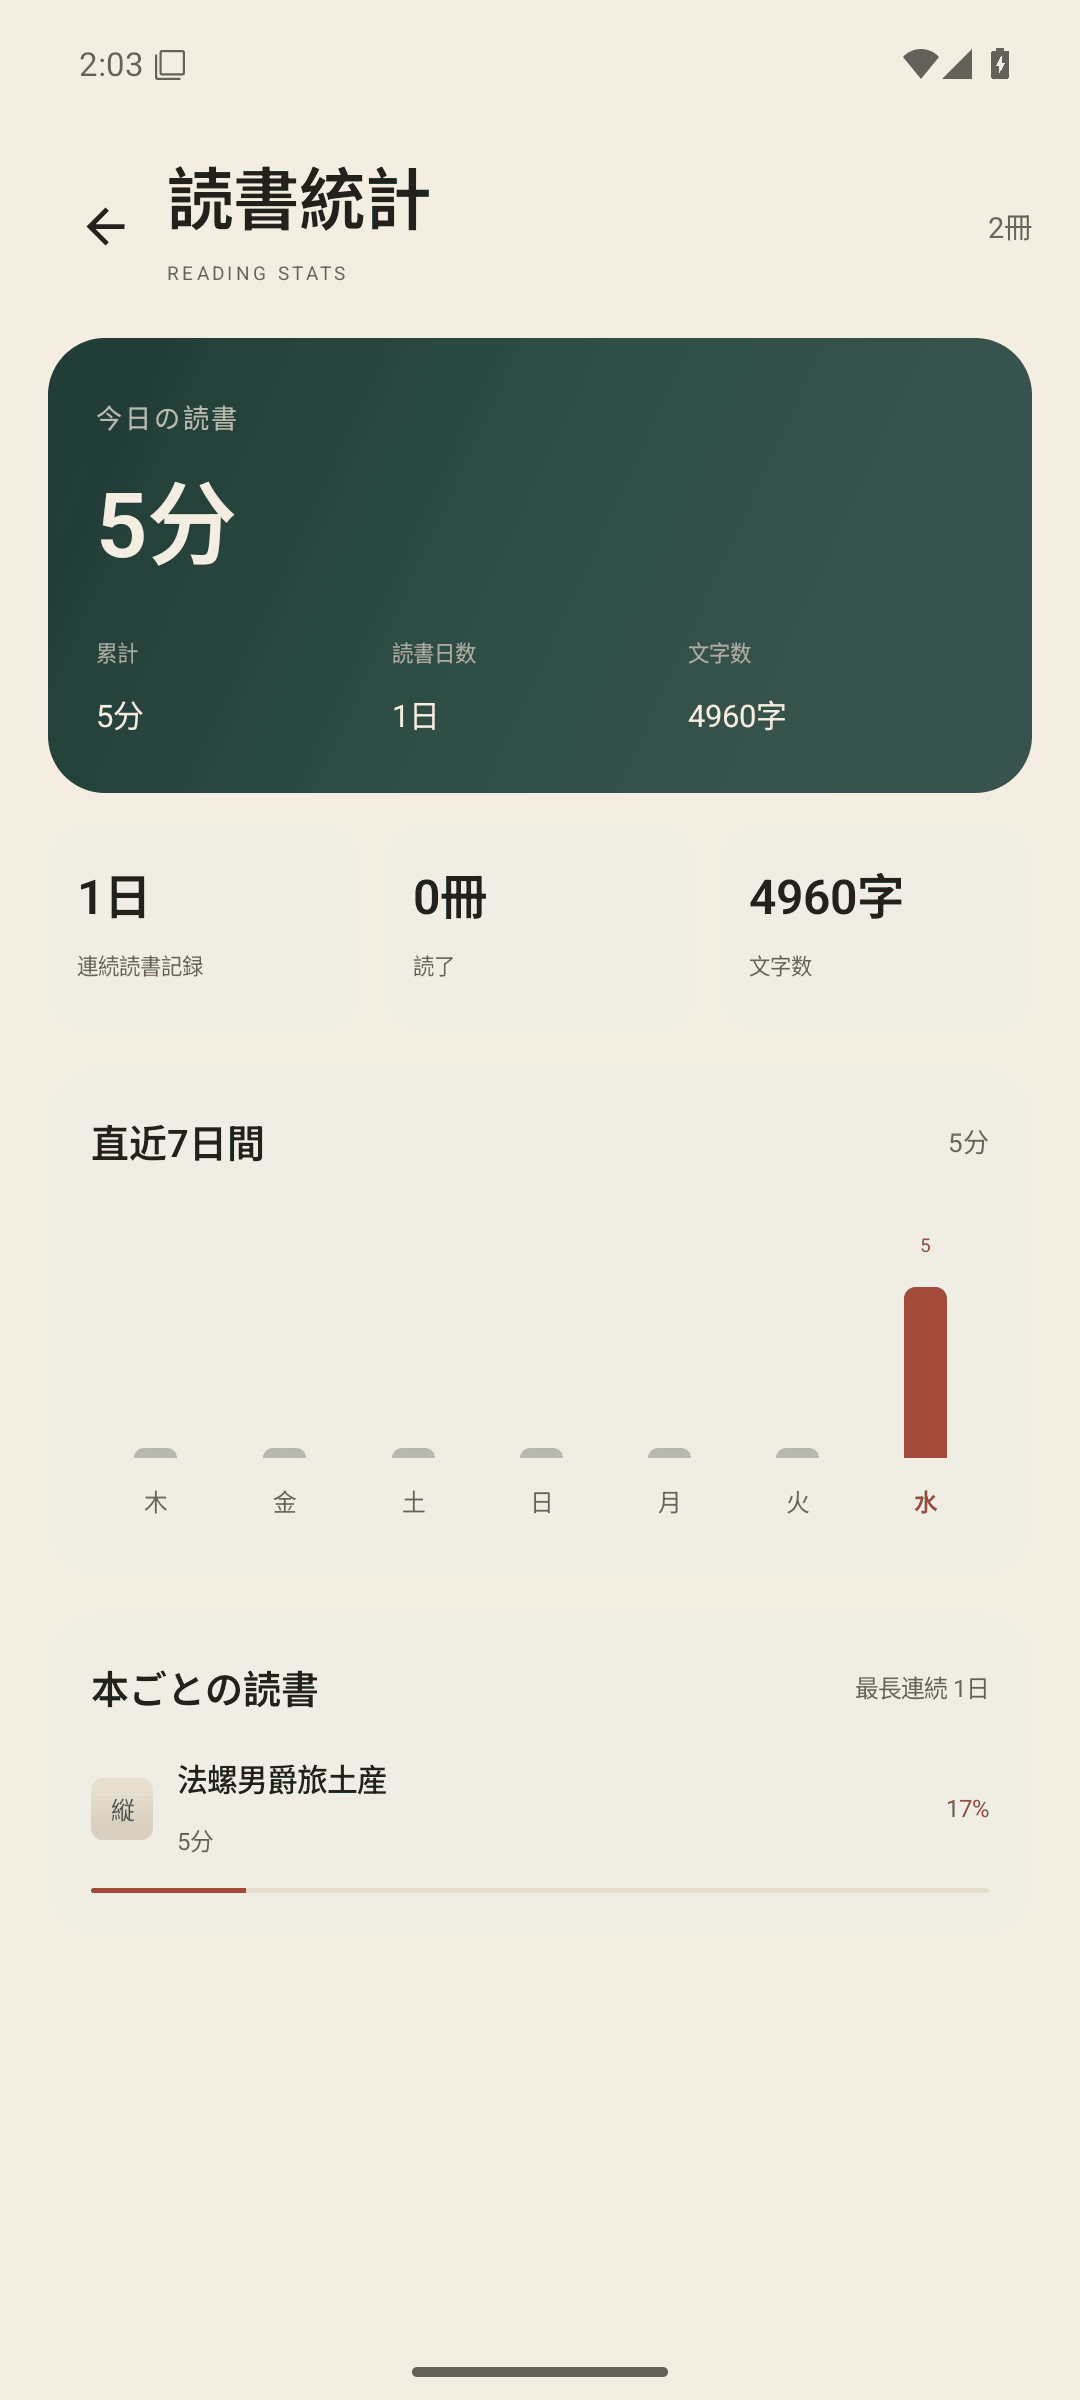 2:03
読書統計
READING STATS
2冊
今日の読書
5分
累計 読書日数 文字数
5分 1日 4960字
1日 0冊 4960字
連続読書記録 読了 文字数
直近7日間 5分
5
木 金 土 日 月 火 水
本ごとの読書 最長連続 1日
縦
法螺男爵旅土産
5分
17%